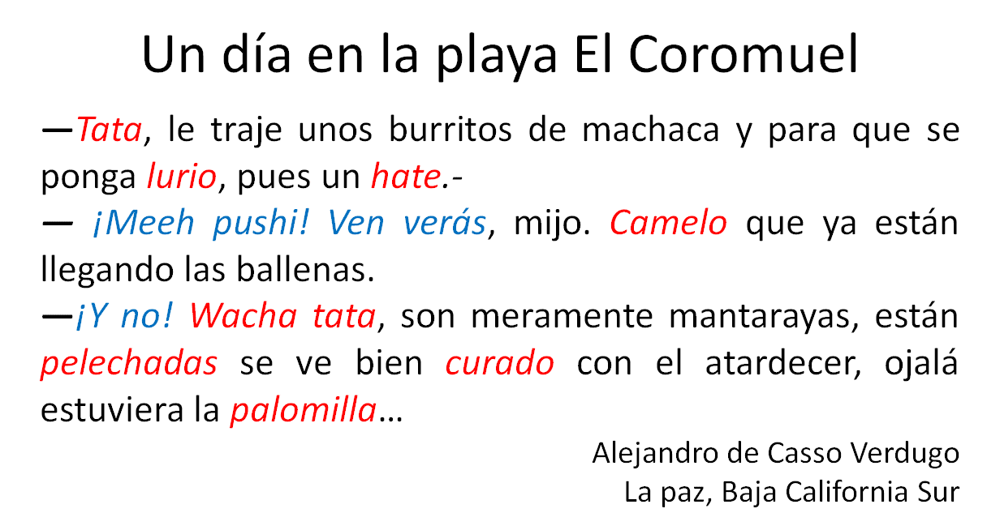 Un día en la playa El Coromuel
—Tata, le traje unos burritos de machaca y para que se
ponga lurio, pues un hate.-
— ¡Meeh pushi! Ven verás, mijo. Camelo que ya están
llegando las ballenas.
—¡Y no! Wacha tata, son meramente mantarayas, están
pelechadas se ve bien curado con el atardecer, ojalá
estuviera la palomilla…
Alejandro de Casso Verdugo
La paz, Baja California Sur